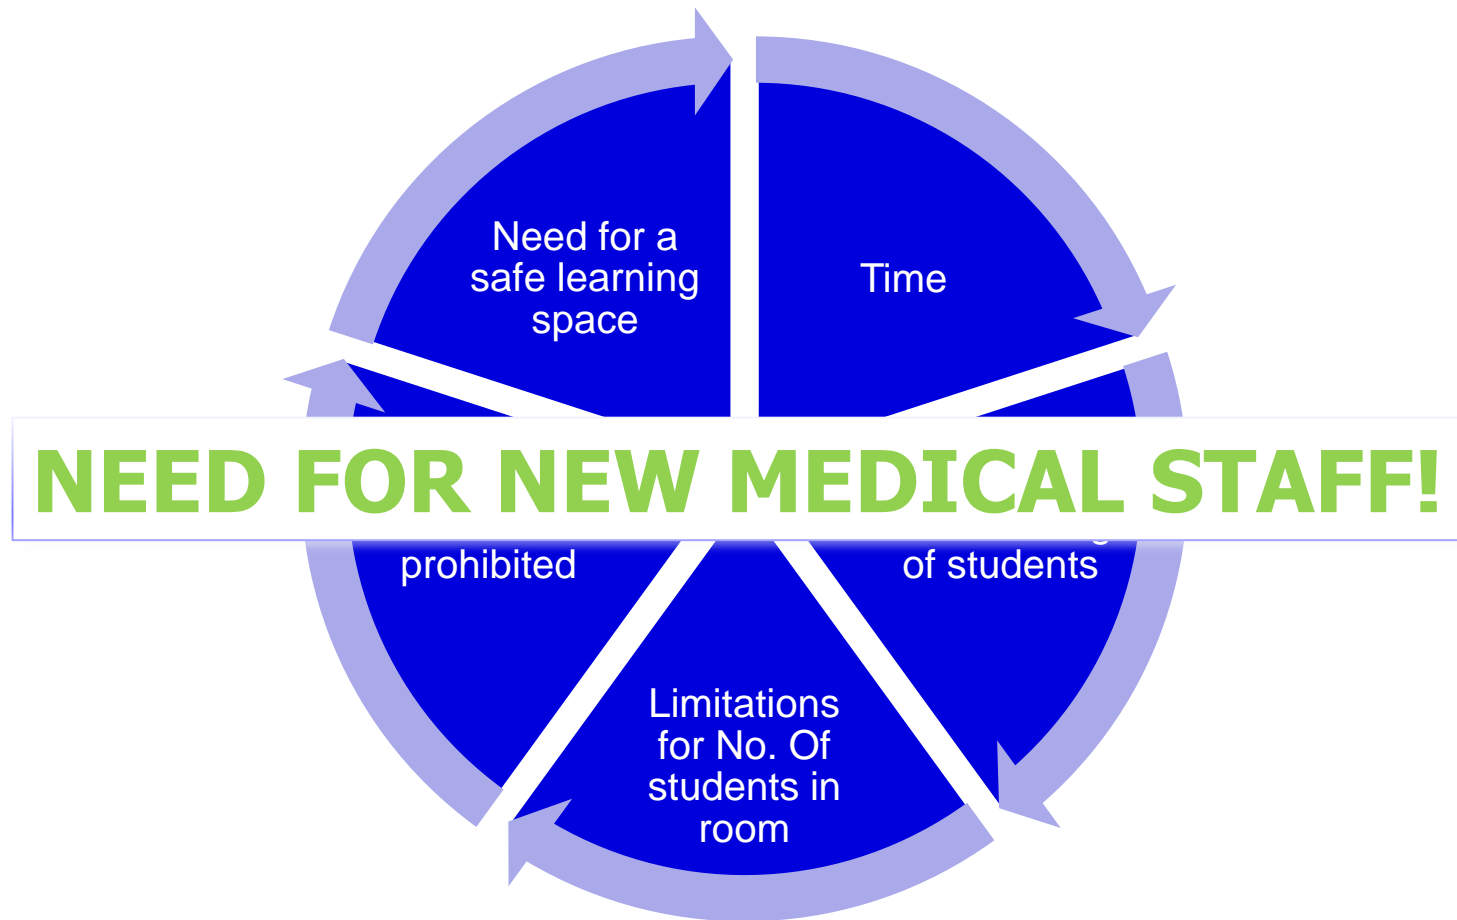 Need for a
safe learning
space
Time
NEED FOR NEW MEDICAL STAFF!
prohibited
of students
Limitations
for No. Of
students in
room